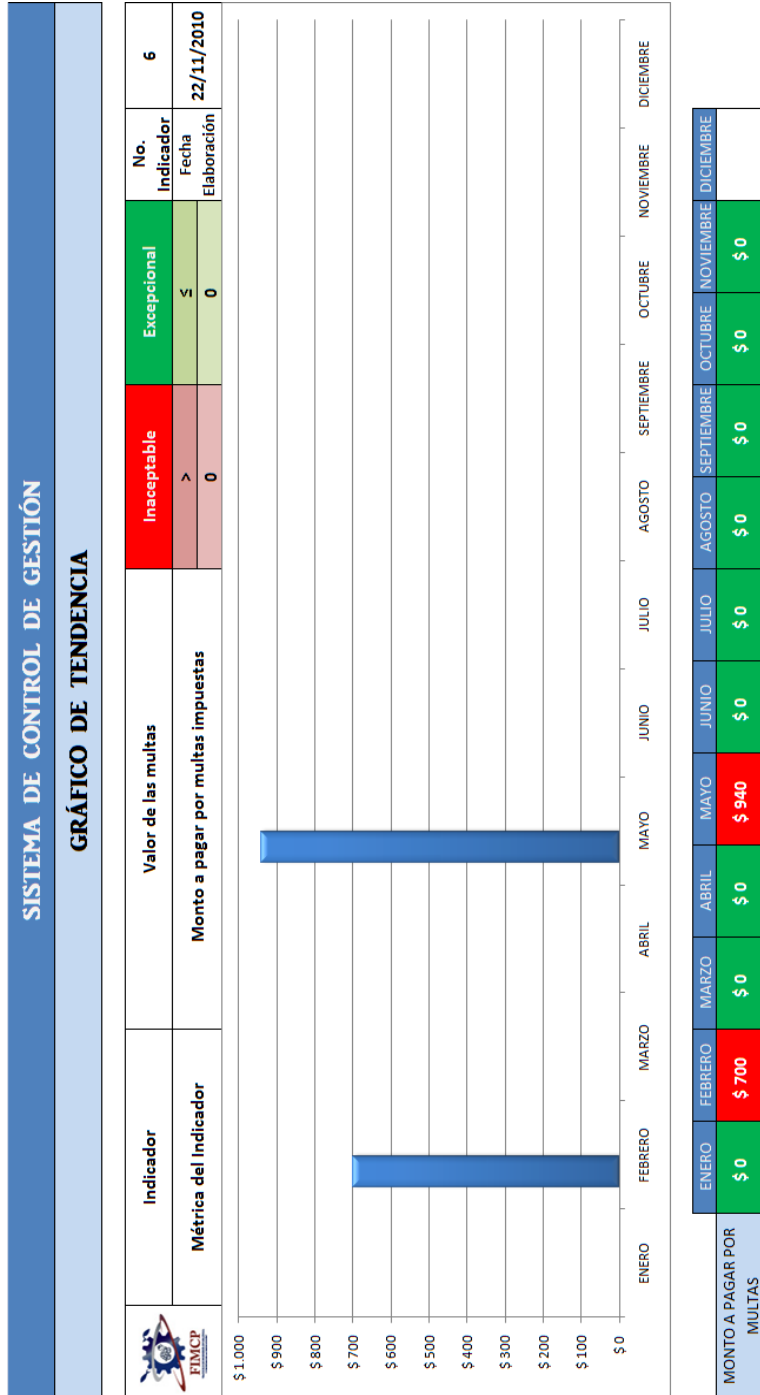 SISTEMA DE CONTROL DE GESTIÓN
GRÁFICO DE TENDENCIA
FIMCP
Indicador
Valor de las multas
Inaceptable
Excepcional
No. Indicador
6
Métrica del Indicador
Monto a pagar por multas impuestas
>
≤
0
0
Fecha
Elaboración
22/11/2010
$ 1.000
$ 900
$ 800
$ 700
$ 600
$ 500
$ 400
$ 300
$ 200
$ 100
$ 0
ENERO FEBRERO MARZO ABRIL MAYO JUNIO JULIO AGOSTO SEPTIEMBRE OCTUBRE NOVIEMBRE DICIEMBRE
ENERO FEBRERO MARZO ABRIL MAYO JUNIO JULIO AGOSTO SEPTIEMBRE OCTUBRE NOVIEMBRE DICIEMBRE
MONTO A PAGAR POR
MULTAS
$ 0 $ 700 $ 0 $ 0 $ 940 $ 0 $ 0 $ 0 $ 0 $ 0 $ 0